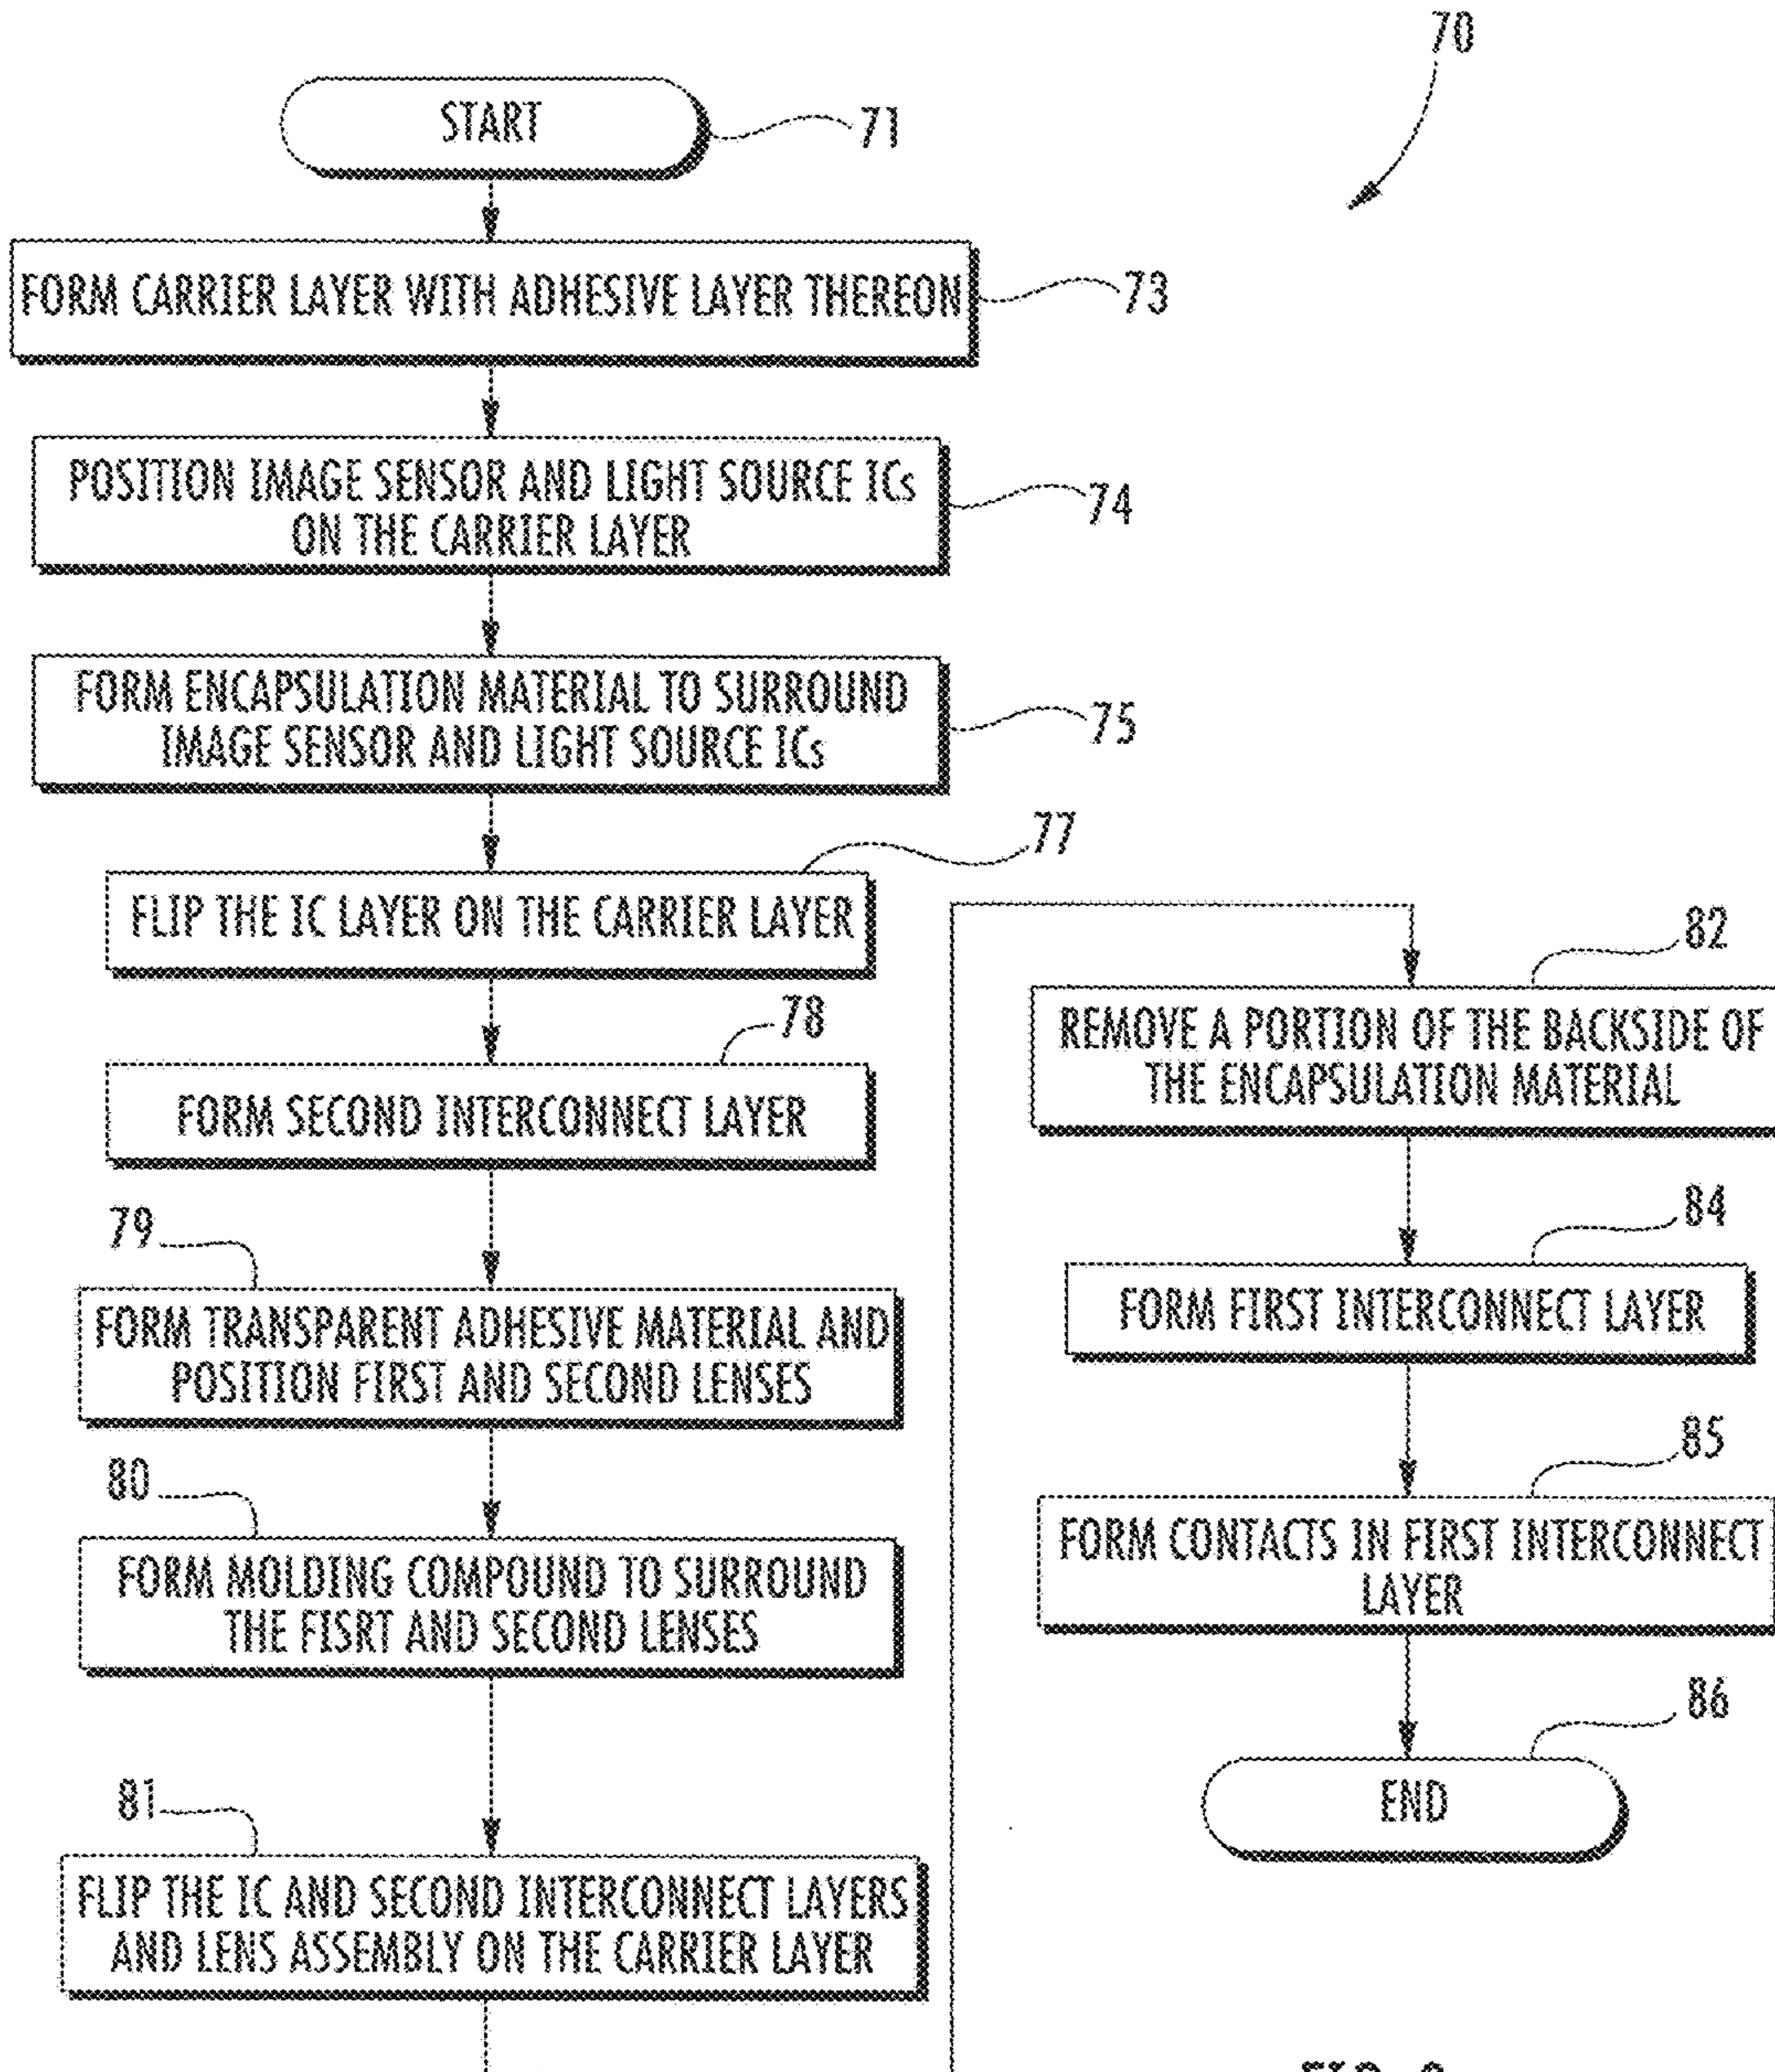 70
START
71
FORM CARRIER LAYER WITH ADHESIVE LAYER THEREON
73
POSITION IMAGE SENSOR AND LIGHT SOURCE ICs
ON THE CARRIER LAYER
74
FORM ENCAPSULATION MATERIAL TO SURROUND
IMAGE SENSOR AND LIGHT SOURCE ICs
75
77
FLIP THE IC LAYER ON THE CARRIER LAYER
78
FORM SECOND INTERCONNECT LAYER
79
FORM TRANSPARENT ADHESIVE MATERIAL AND
POSITION FIRST AND SECOND LENSES
80
FORM MOLDING COMPOUND TO SURROUND
THE FISRT AND SECOND LENSES
81
FLIP THE IC AND SECOND INTERCONNECT LAYERS
AND LENS ASSEMBLY ON THE CARRIER LAYER
82
REMOVE A PORTION OF THE BACKSIDE OF
THE ENCAPSULATION MATERIAL
84
FORM FIRST INTERCONNECT LAYER
85
FORM CONTACTS IN FIRST INTERCONNECT
LAYER
86
END